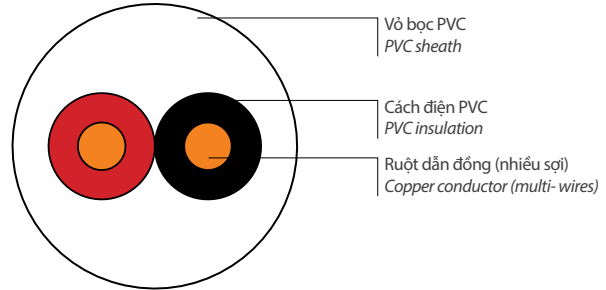 Vỏ bọc PVC
PVC sheath
Cách điện PVC
PVC insulation
Ruột dẫn đồng (nhiều sợi)
Copper conductor (multi- wires)